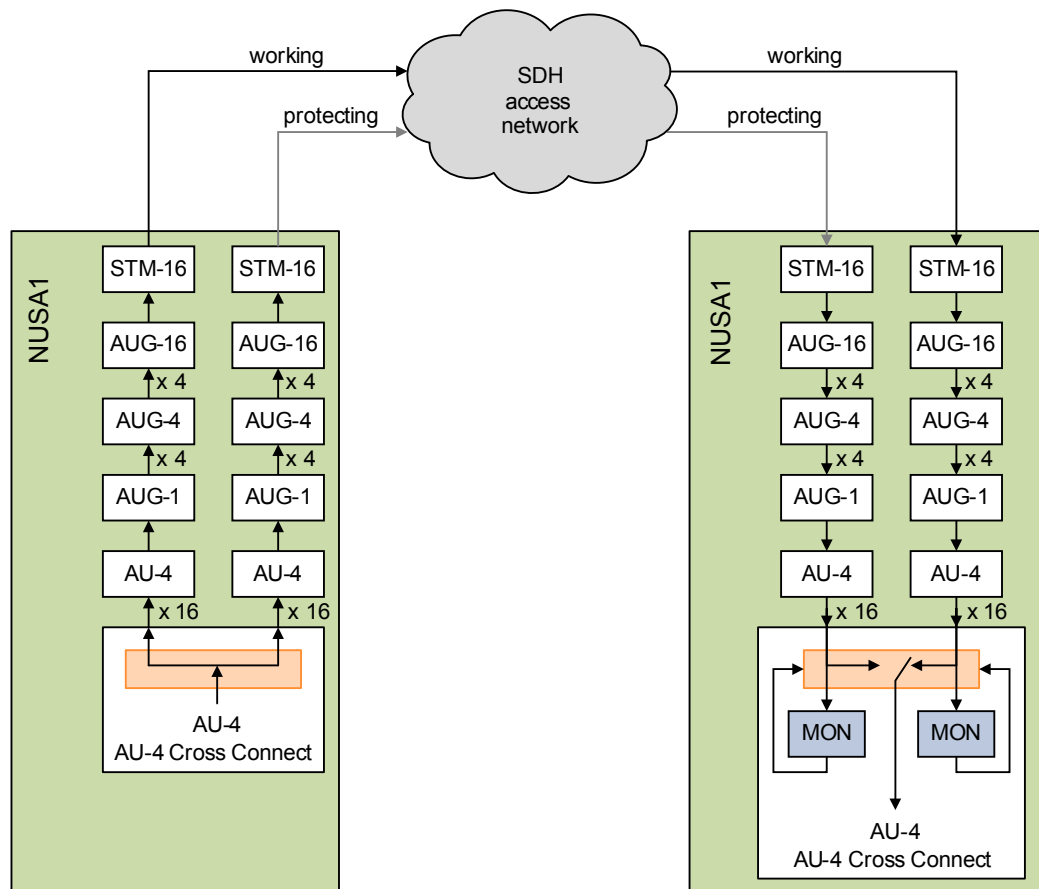 working
working
SDH
access
network
protecting
protecting
NUSA1
STM-16
STM-16
AUG-16
AUG-16
x 4
x 4
AUG-4
AUG-4
x 4
x 4
AUG-1
AUG-1
AU-4
AU-4
x 16
x 16
AU-4
AU-4 Cross Connect
NUSA1
STM-16
STM-16
AUG-16
AUG-16
x 4
x 4
AUG-4
AUG-4
x 4
x 4
AUG-1
AUG-1
AU-4
AU-4
x 16
x 16
MON
MON
AU-4
AU-4 Cross Connect